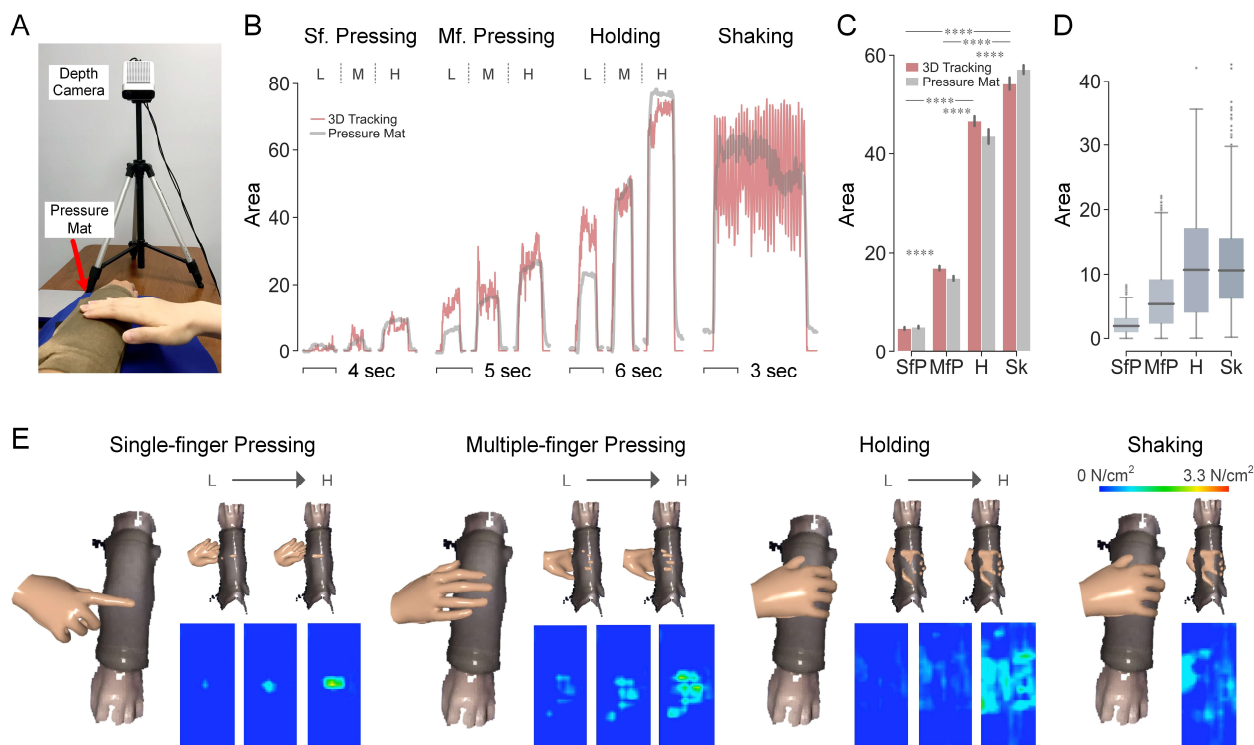 A
Depth
Camera
Pressure
Mat
B
Sf. Pressing
Mf. Pressing
Holding
Shaking
L M H
L M H
L M H
3D Tracking
Pressure Mat
Area
80
60
40
20
0
4 sec
5 sec
6 sec
3 sec
C
60
40
20
0
Area
****
****
****
3D Tracking
Pressure Mat
****
****
****
SfP MfP H Sk
D
40
30
20
10
0
Area
SfP MfP H Sk
E
Single-finger Pressing
L H
Multiple-finger Pressing
L H
Holding
L H
Shaking
0 N/cm² 3.3 N/cm²